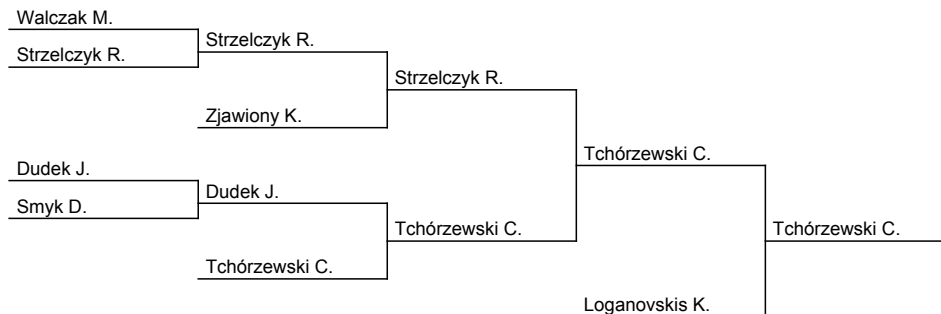 Walczak M.
Strzelczyk R.
Strzelczyk R.
Strzelczyk R.
Zjawiony K.
Tchórzewski C.
Dudek J.
Dudek J.
Smyk D.
Tchórzewski C.
Tchórzewski C.
Tchórzewski C.
Loganovskis K.